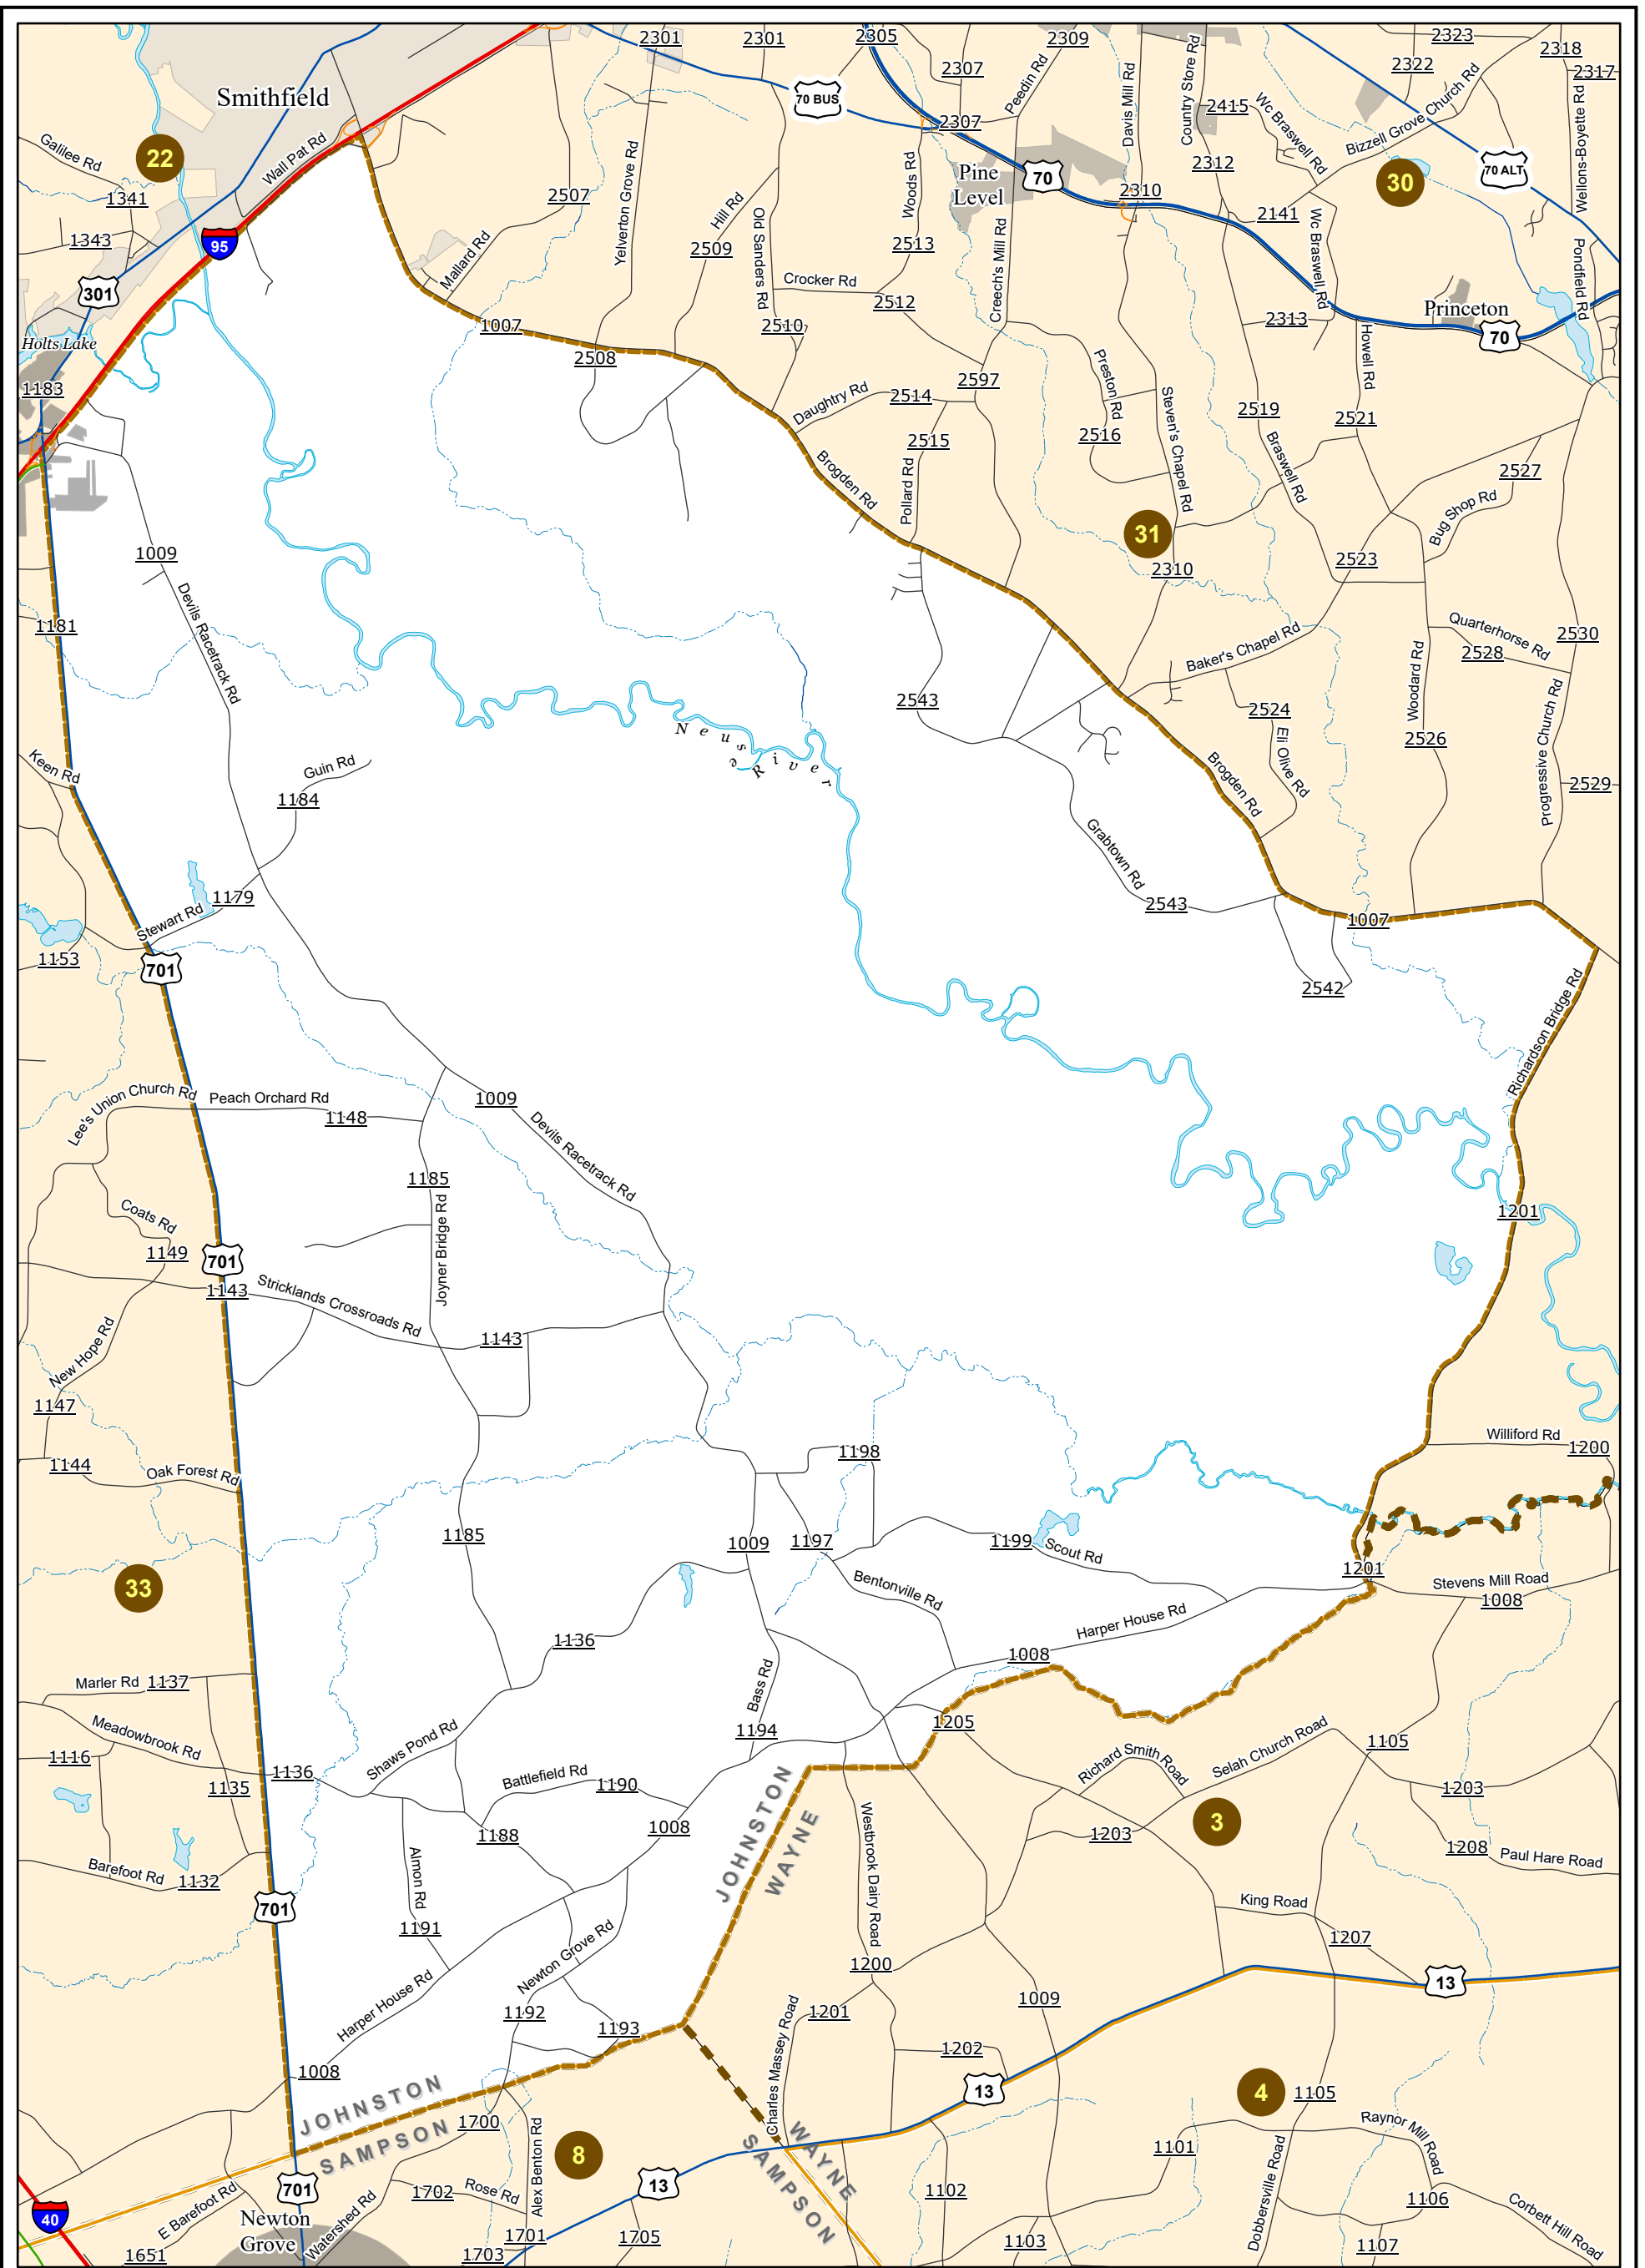 2301
2301
2305
2309
2323
2318
2322
2317
2307
Peedin Rd
Davis Mill Rd
Country Store Rd
Smithfield
70 BUS
2415
Wc Braswell Rd
Bizzell Grove Church Rd
2307
Galilee Rd
22
Wall Pat Rd
Pine
Level
70
2312
30
70 ALT
1341
2507
Yelverton Grove Rd
Hill Rd
Woods Rd
2310
2141
Wc Braswell Rd
1343
95
Mallard Rd
2509
Old Sanders Rd
2513
Creech's Mill Rd
Pondfield Rd
301
Crocker Rd
2512
Princeton
Holts Lake
1007
2510
2313
70
2508
1183
Daughtry Rd
2514
2597
Preston Rd
Steven's Chapel Rd
Howell Rd
2519
2521
2515
2516
Braswell Rd
Brogden Rd
Pollard Rd
2527
Bug Shop Rd
31
1009
2523
2310
Devils Racetrack Rd
1181
Baker's Chapel Rd
Quarterhorse Rd
2530
2528
2543
Woodard Rd
2524
Eli Olive Rd
Progressive Church Rd
Neuse
River
2526
Keen Rd
Guin Rd
1184
Brogden Rd
2529
Grabtown Rd
1179
Stewart Rd
2543
1007
1153
701
2542
Richardson Bridge Rd
Lee's Union Church Rd
Peach Orchard Rd
1148
1009
Devils Racetrack Rd
1185
Joyner Bridge Rd
Coats Rd
1149
701
1201
1143
Stricklands Crossroads Rd
1143
New Hope Rd
1147
1144
Oak Forest Rd
1198
Williford Rd
1200
1185
1009
1197
1199
Scout Rd
33
1201
Bentonville Rd
Stevens Mill Road
1008
Harper House Rd
1136
1008
Marler Rd
1137
Bass Rd
Meadowbrook Rd
1194
1205
1116
1136
Shaws Pond Rd
1135
Battlefield Rd
1190
Richard Smith Road
Selah Church Road
1105
1203
JOHNSTON
WAYNE
1188
1008
Westbrook Dairy Road
1203
3
1208
Paul Hare Road
Barefoot Rd
1132
Almon Rd
701
King Road
1191
1207
Newton Grove Rd
1200
13
Harper House Rd
1192
1193
Charles Massey Road
1201
1009
1202
1008
13
4
1105
JOHNSTON
SAMPSON
1700
Alex Benton Rd
8
WAYNE
SAMPSON
1101
Raynor Mill Road
Dobbersville Road
701
13
1702
Rose Rd
1102
1106
Corbett Hill Road
40
E Barefoot Rd
Newton
Grove
Watershed Rd
1701
1705
1103
1107
1651
1703